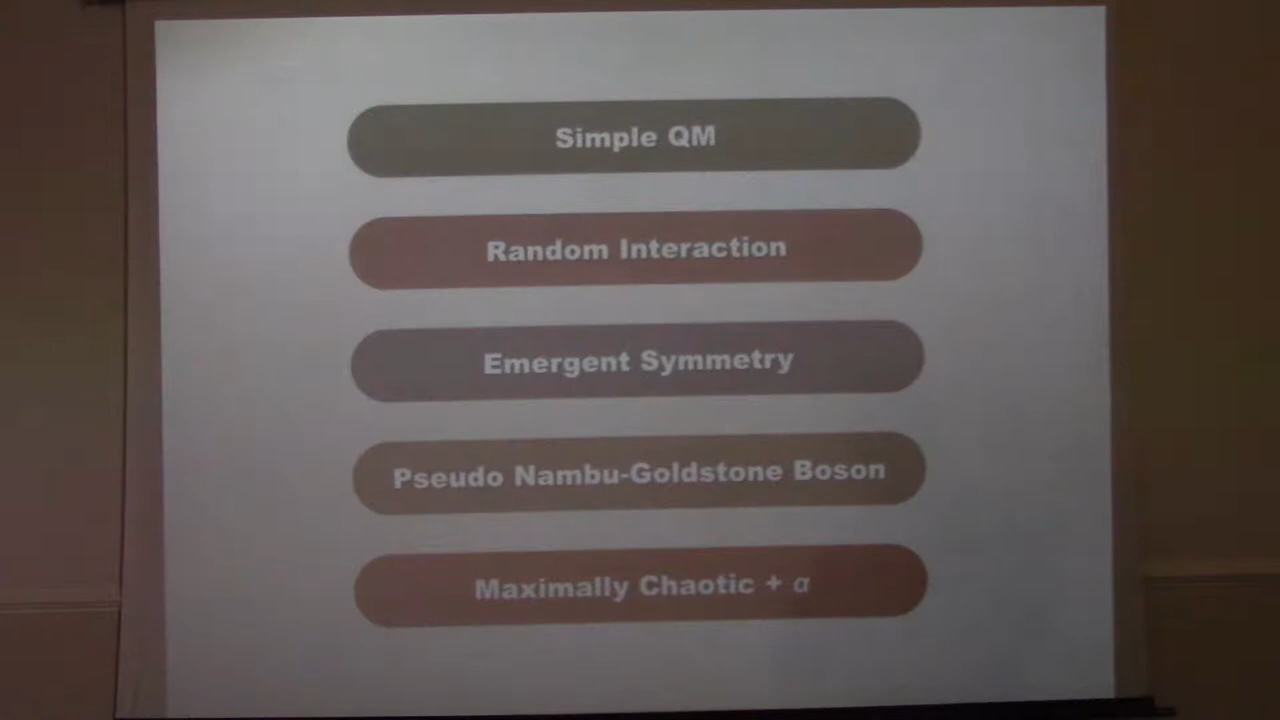 Simple QM
Random Interaction
Emergent Symmetry
Pseudo Nambu-Goldstone Boson
Maximally Chaotic + α